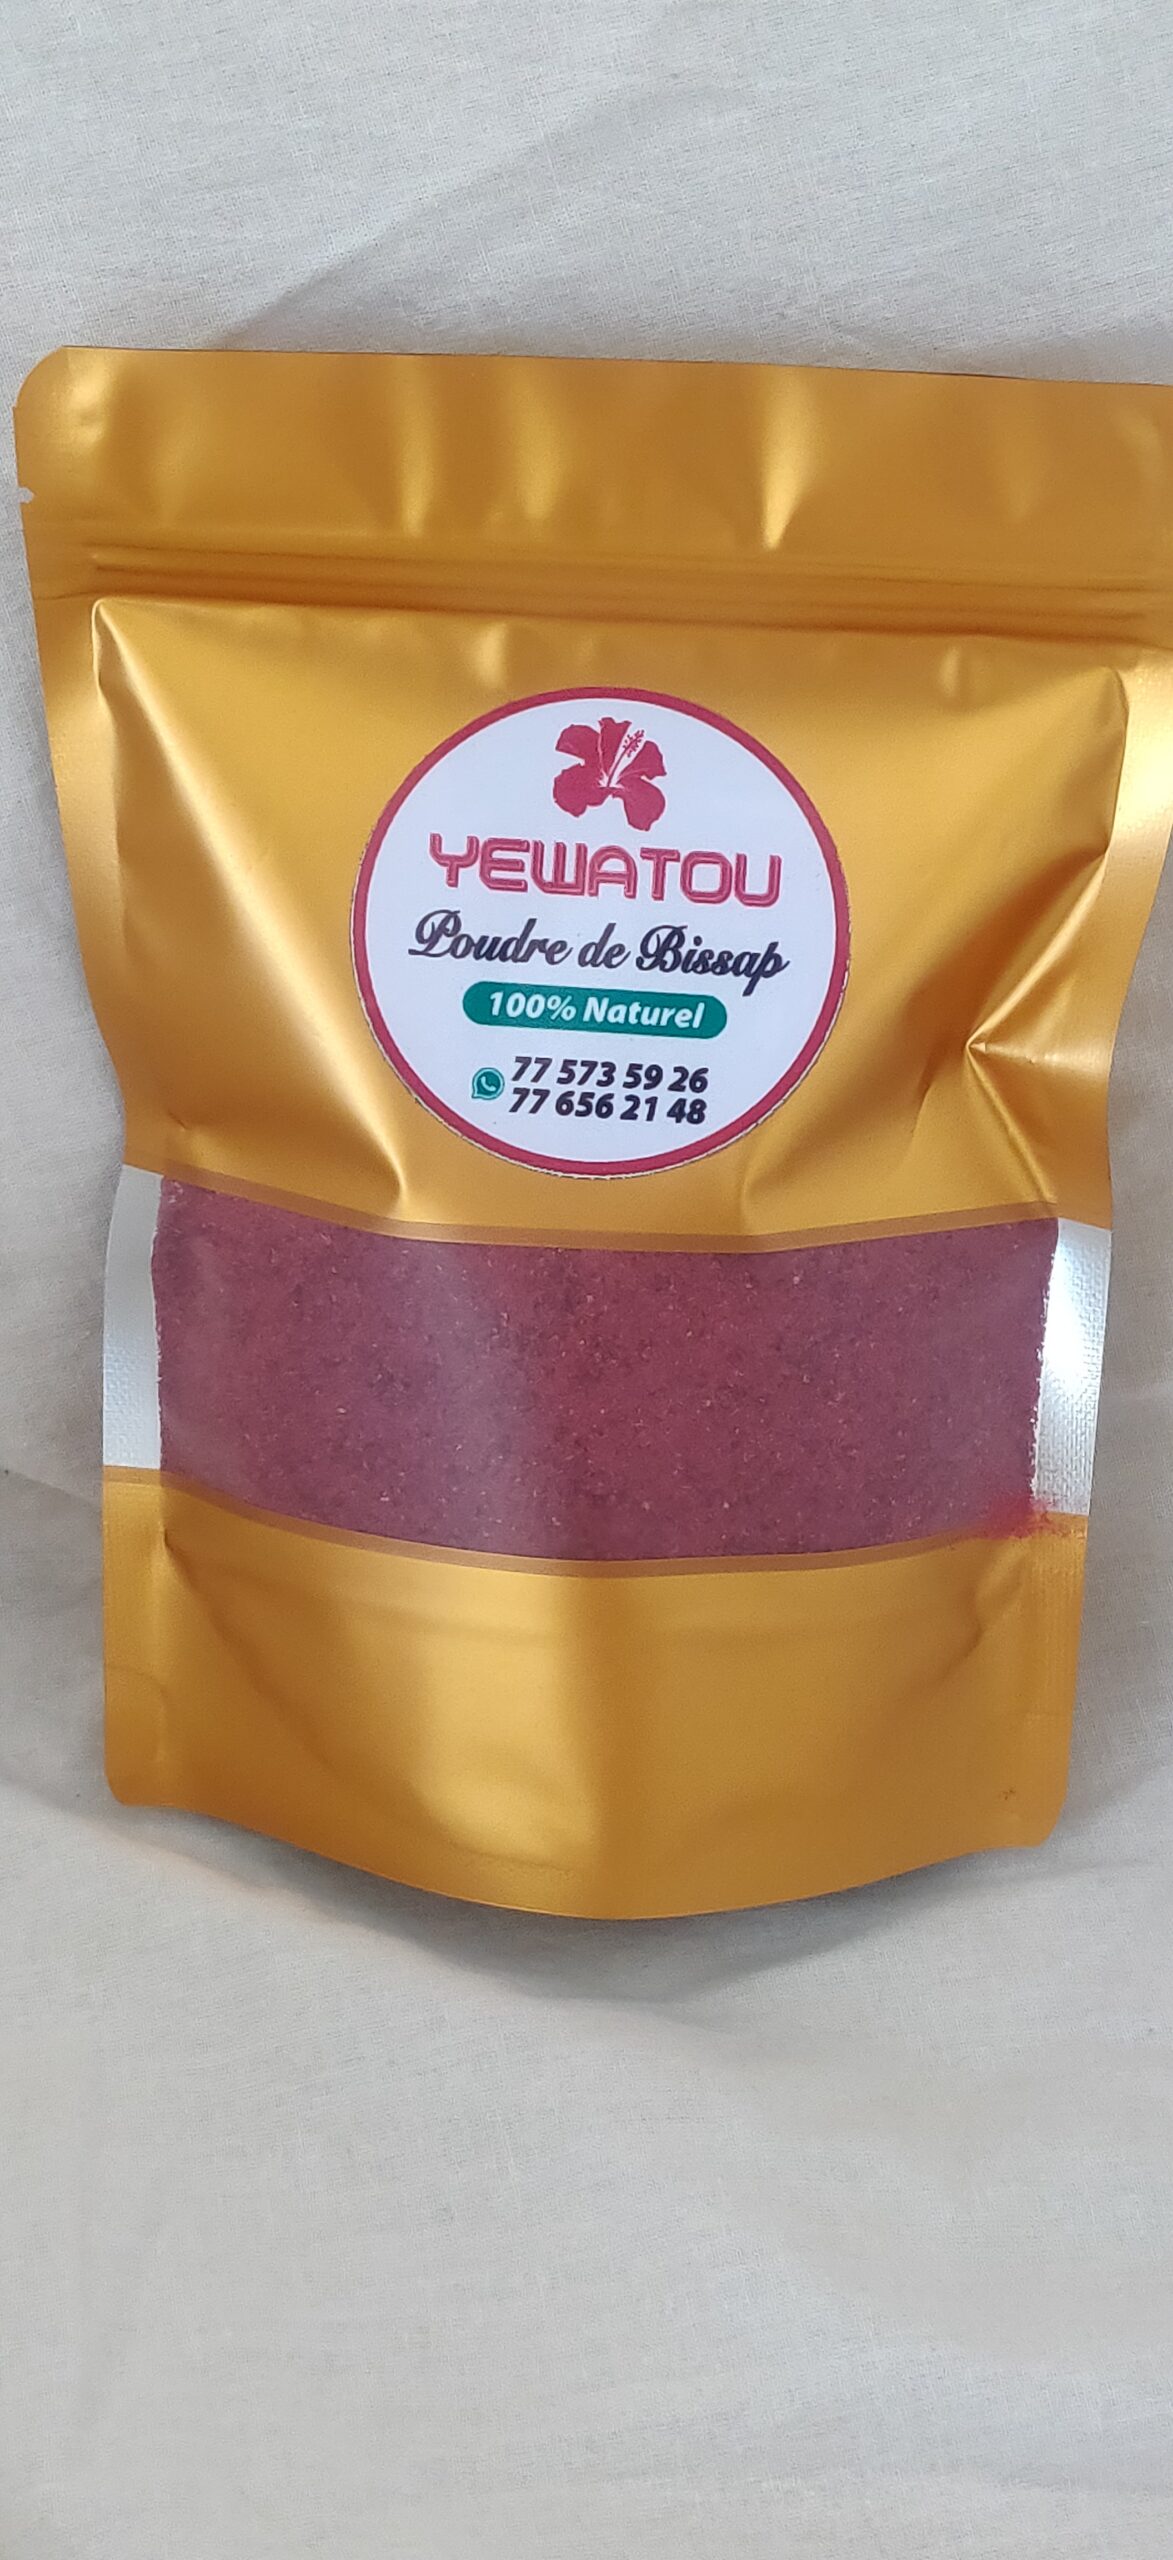 YEWATOU
Poudre de Bissap
100% Naturel
77 573 59 26
77 656 21 48